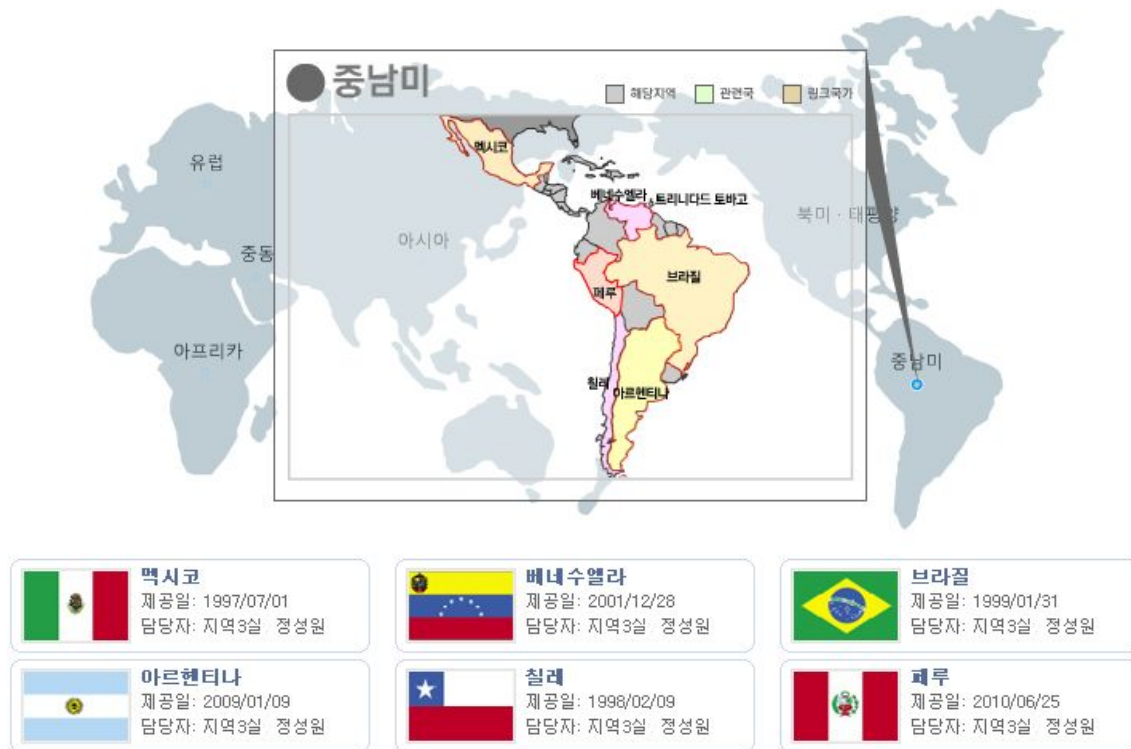 중남미
해당지역 관련국 링크국가
멕시코
유럽
베네수엘라 트리니다드 토바고
북미 · 태평양
아시아
중동
브라질
페루
아프리카
중남미
칠레
아르헨티나
멕시코
제공일: 1997/07/01
담당자: 지역3실 정성원
베네수엘라
제공일: 2001/12/28
담당자: 지역3실 정성원
브라질
제공일: 1999/01/31
담당자: 지역3실 정성원
아르헨티나
제공일: 2009/01/09
담당자: 지역3실 정성원
칠레
제공일: 1998/02/09
담당자: 지역3실 정성원
페루
제공일: 2010/06/25
담당자: 지역3실 정성원